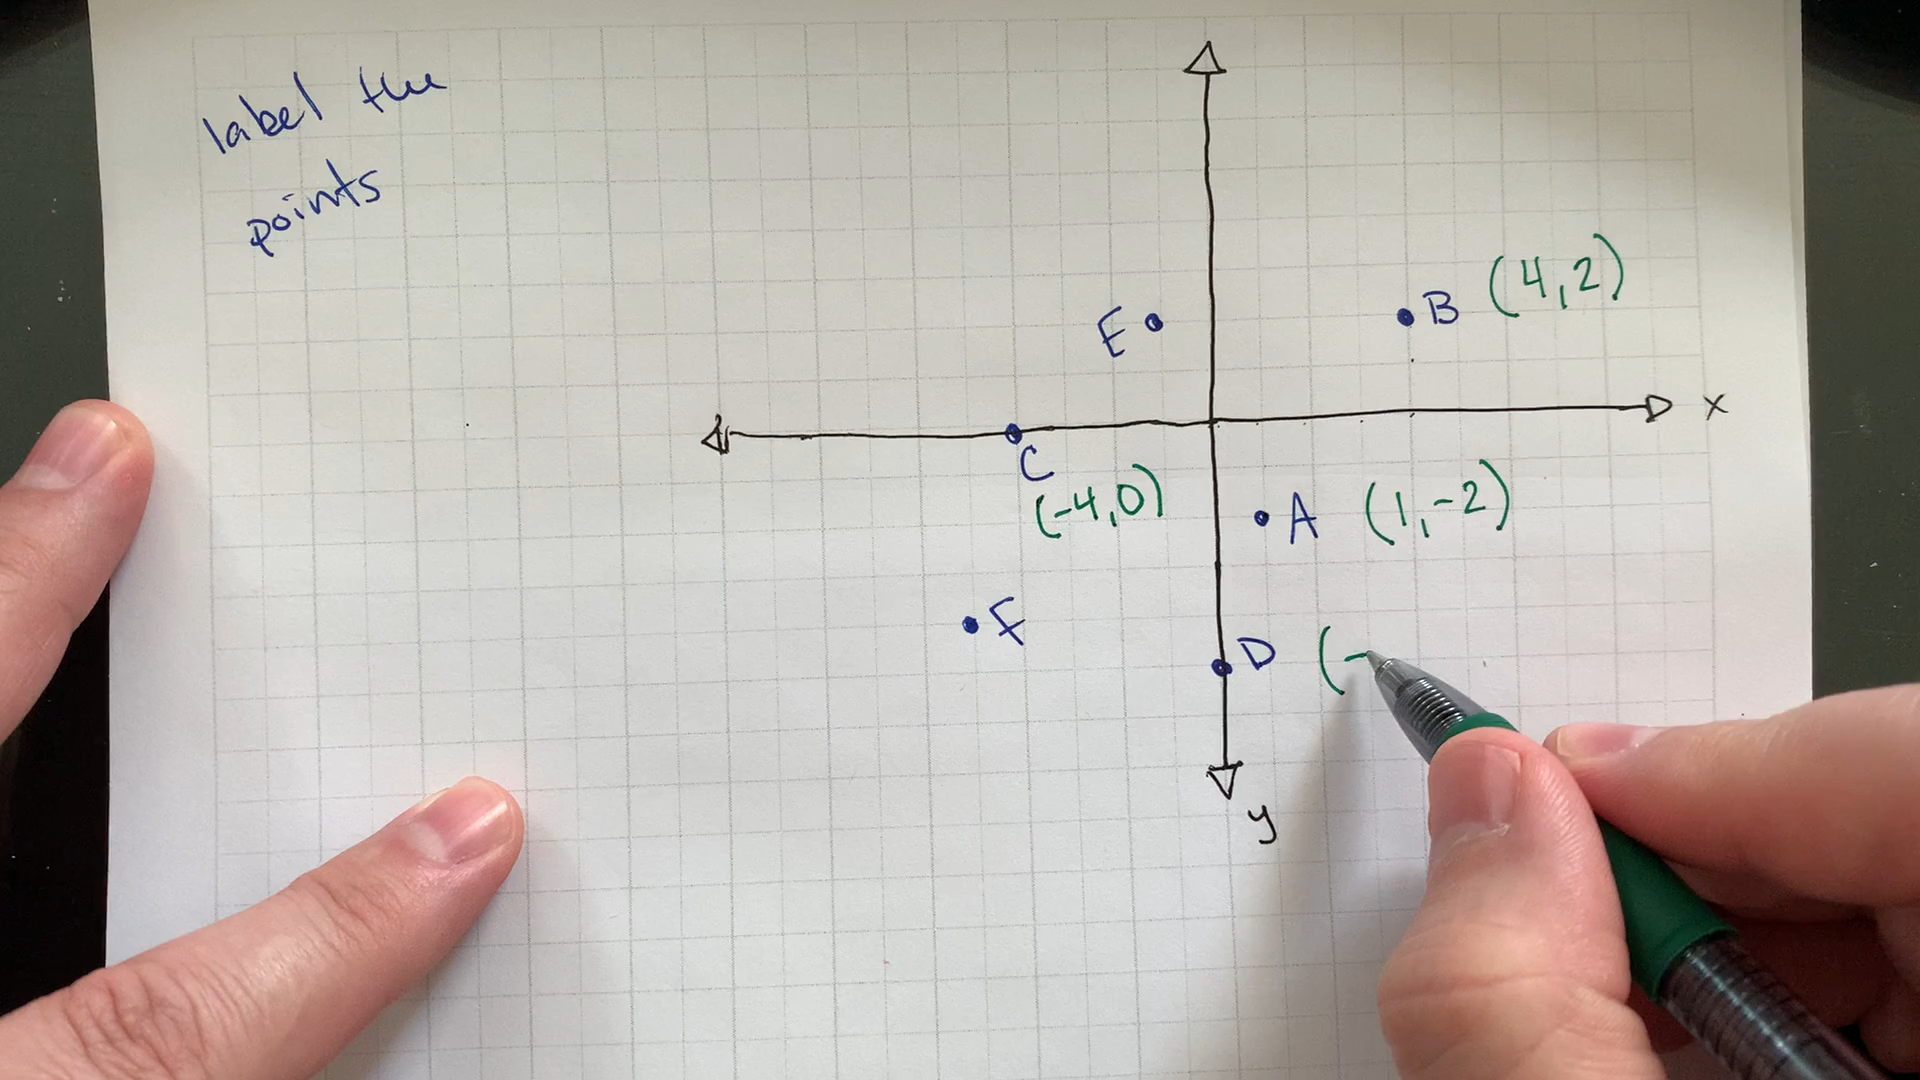 label the
points
B (4,2)
E
x
C
(-4,0)
A (1,-2)
F
D (-
y